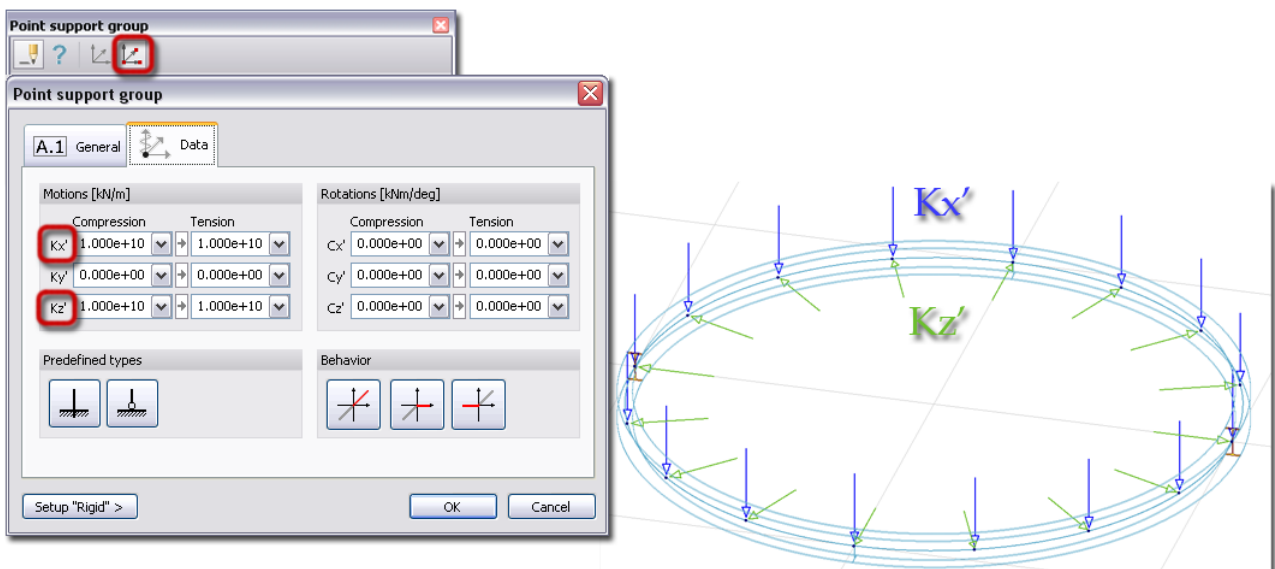 Point support group
?
Point support group
A.1 General Data
Motions [kN/m]
Compression Tension
Kx' 1.000e+10 1.000e+10
Ky' 0.000e+00 0.000e+00
Kz' 1.000e+10 1.000e+10
Rotations [kNm/deg]
Compression Tension
Cx' 0.000e+00 0.000e+00
Cy' 0.000e+00 0.000e+00
Cz' 0.000e+00 0.000e+00
Predefined types
Behavior
Setup "Rigid" >
OK
Cancel
Kx'
Kz'